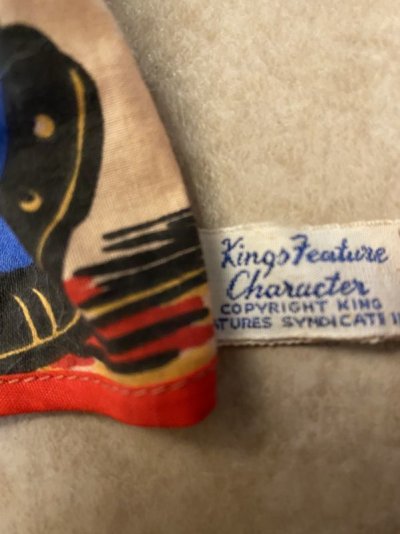 Kings Feature
Character
COPYRIGHT KING
ATURES SYNDICATE I